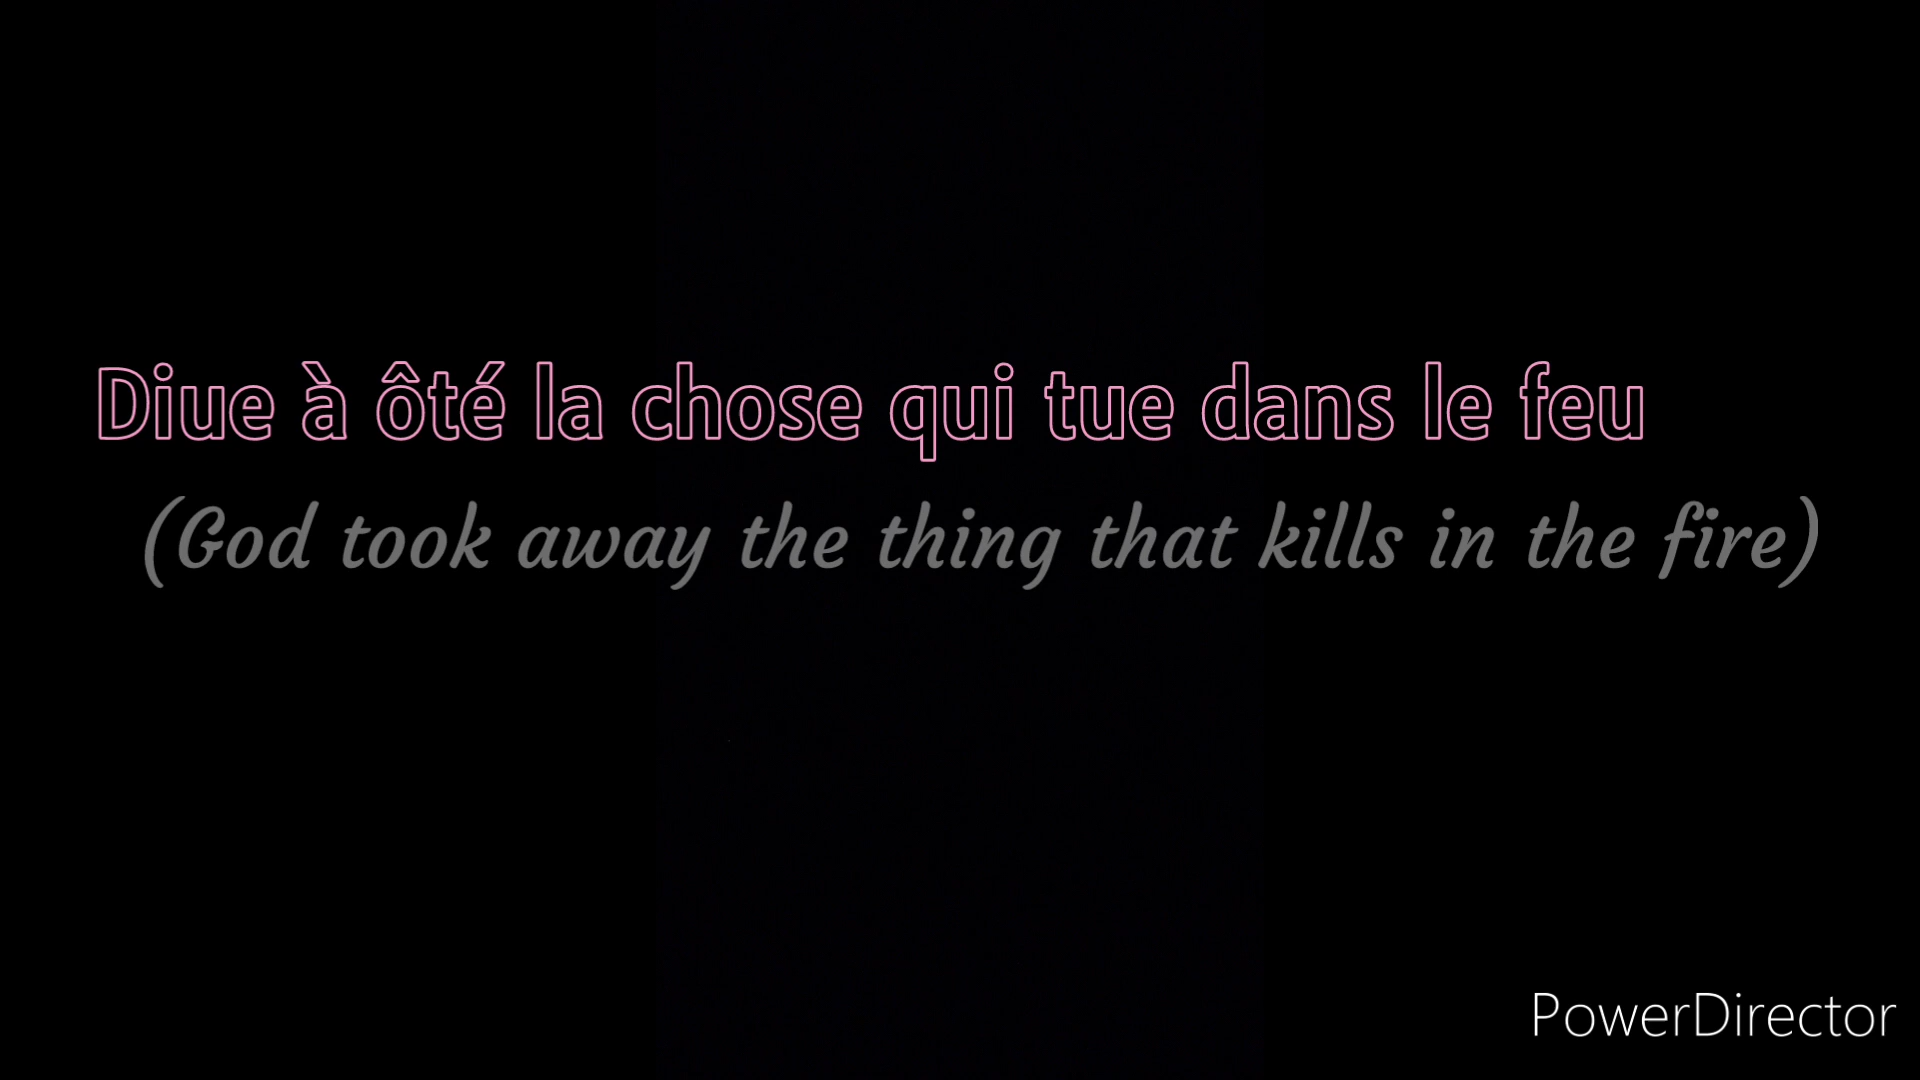 Diue à ôté la chose qui tue dans le feu
(God took away the thing that kills in the fire)
PowerDirector